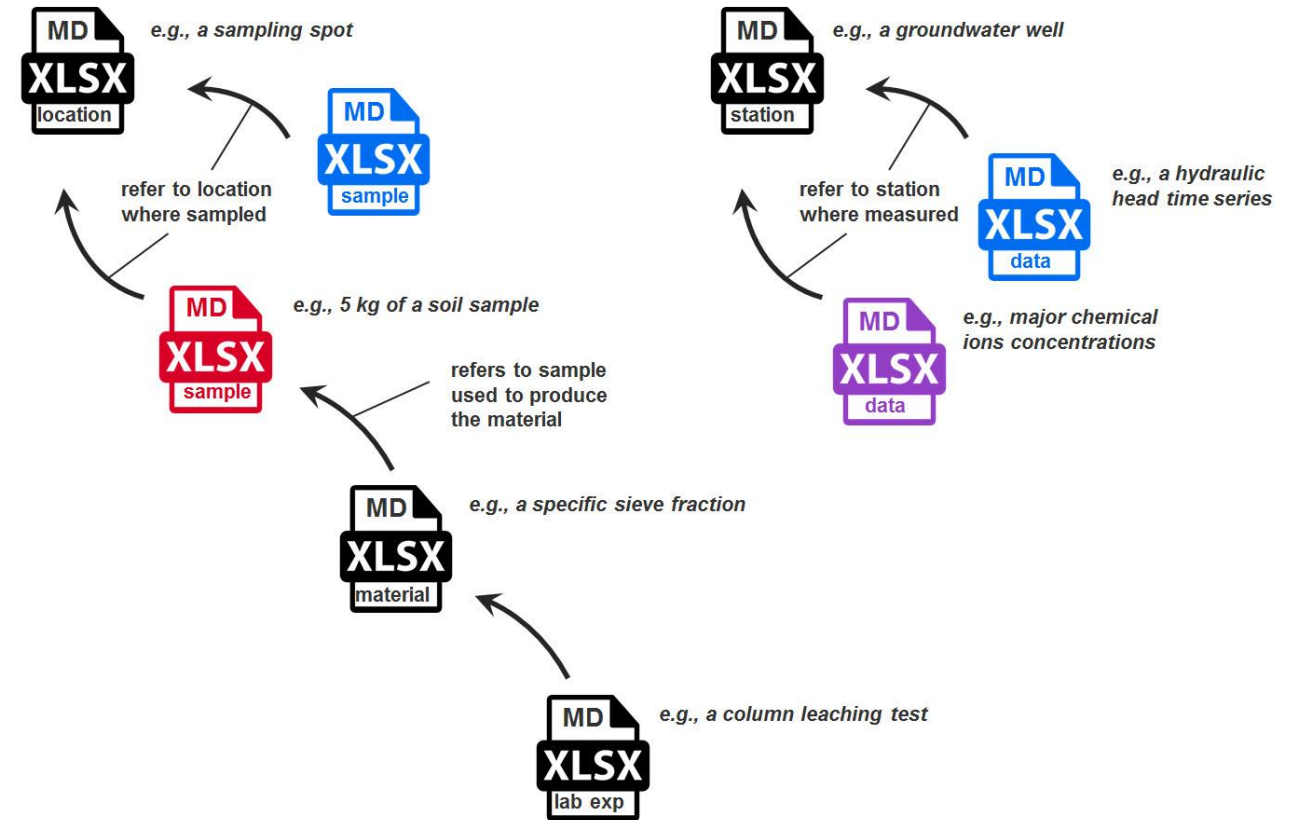 MD
XLSX
location
e.g., a sampling spot
MD
XLSX
sample
refer to location
where sampled
MD
XLSX
sample
e.g., 5 kg of a soil sample
refers to sample
used to produce
the material
MD
XLSX
material
e.g., a specific sieve fraction
MD
XLSX
lab exp
e.g., a column leaching test
MD
XLSX
station
e.g., a groundwater well
MD
XLSX
data
e.g., a hydraulic
head time series
refer to station
where measured
MD
XLSX
data
e.g., major chemical
ions concentrations